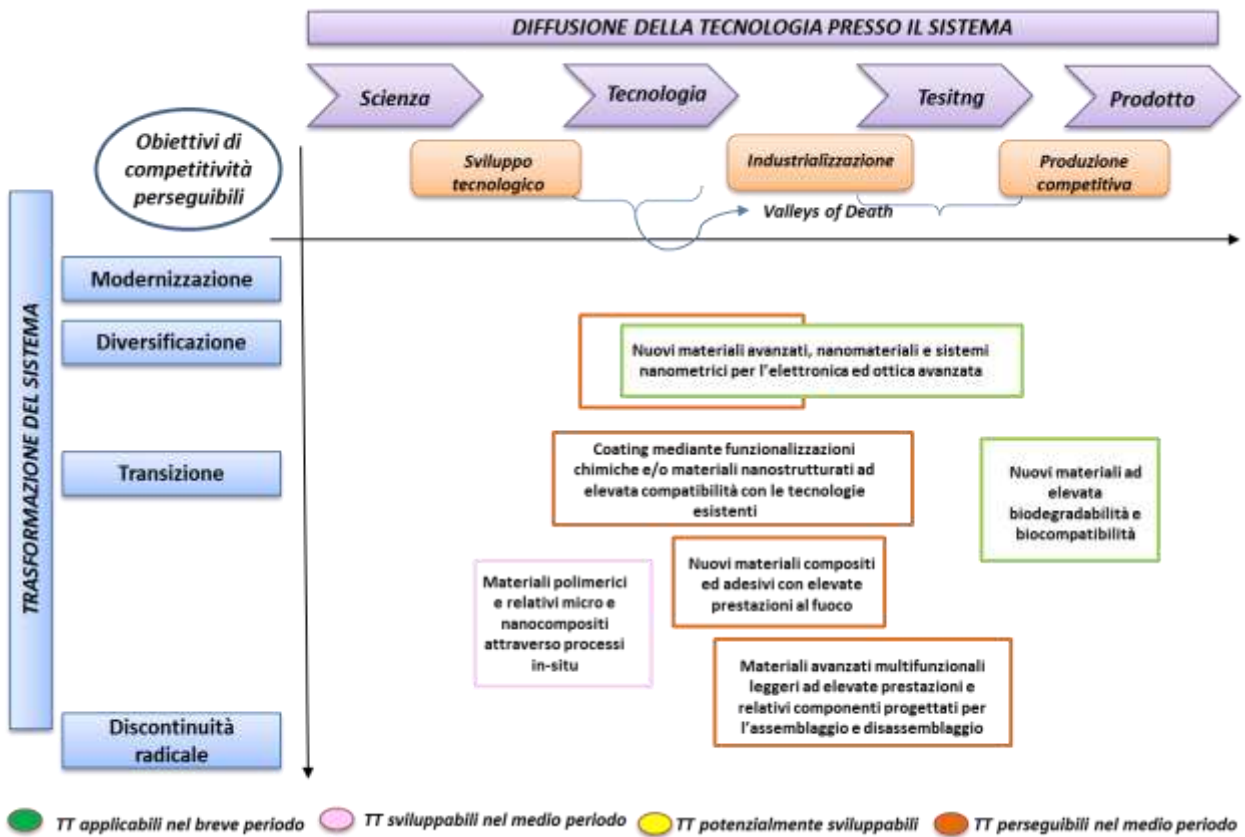 DIFFUSIONE DELLA TECNOLOGIA PRESSO IL SISTEMA
Scienza
Tecnologia
Tesitng
Prodotto
Obiettivi di
competitività
perseguibili
Sviluppo
tecnologico
Industrializzazione
Produzione
competitiva
Valleys of Death
TRASFORMAZIONE DEL SISTEMA
Modernizzazione
Diversificazione
Nuovi materiali avanzati, nanomateriali e sistemi
nanometrici per l'elettronica ed ottica avanzata
Transizione
Coating mediante funzionalizzazioni
chimiche e/o materiali nanostrutturati ad
elevata compatibilità con le tecnologie
esistenti
Nuovi materiali ad
elevata
biodegradabilità e
biocompatibilità
Materiali polimerici
e relativi micro e
nanocompositi
attraverso processi
in-situ
Nuovi materiali compositi
ed adesivi con elevate
prestazioni al fuoco
Materiali avanzati multifunzionali
leggeri ad elevate prestazioni e
relativi componenti progettati per
l'assemblaggio e disassemblaggio
Discontinuità
radicale
TT applicabili nel breve periodo
TT sviluppabili nel medio periodo
TT potenzialmente sviluppabili
TT perseguibili nel medio periodo